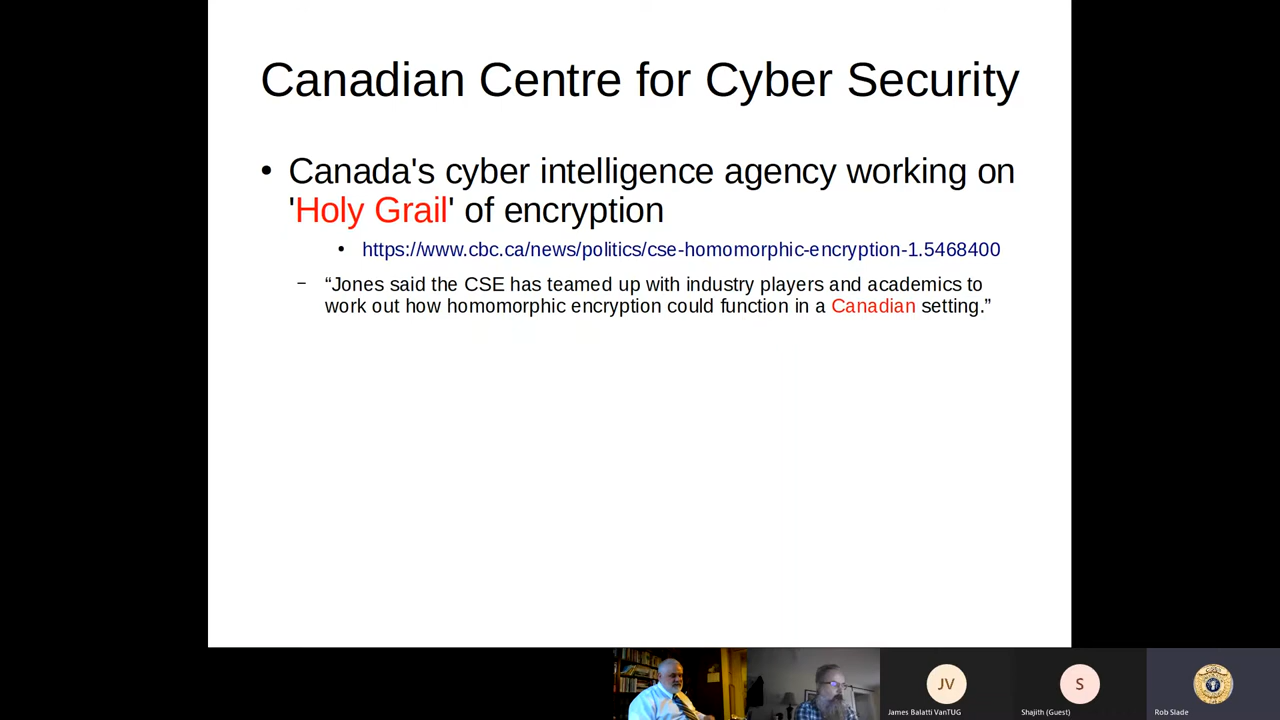 Canadian Centre for Cyber Security
• Canada's cyber intelligence agency working on
'Holy Grail' of encryption
• https://www.cbc.ca/news/politics/cse-homomorphic-encryption-1.5468400
– “Jones said the CSE has teamed up with industry players and academics to
work out how homomorphic encryption could function in a Canadian setting.”
JV
S
James Balatti VanTUG
Shajith (Guest)
Rob Slade